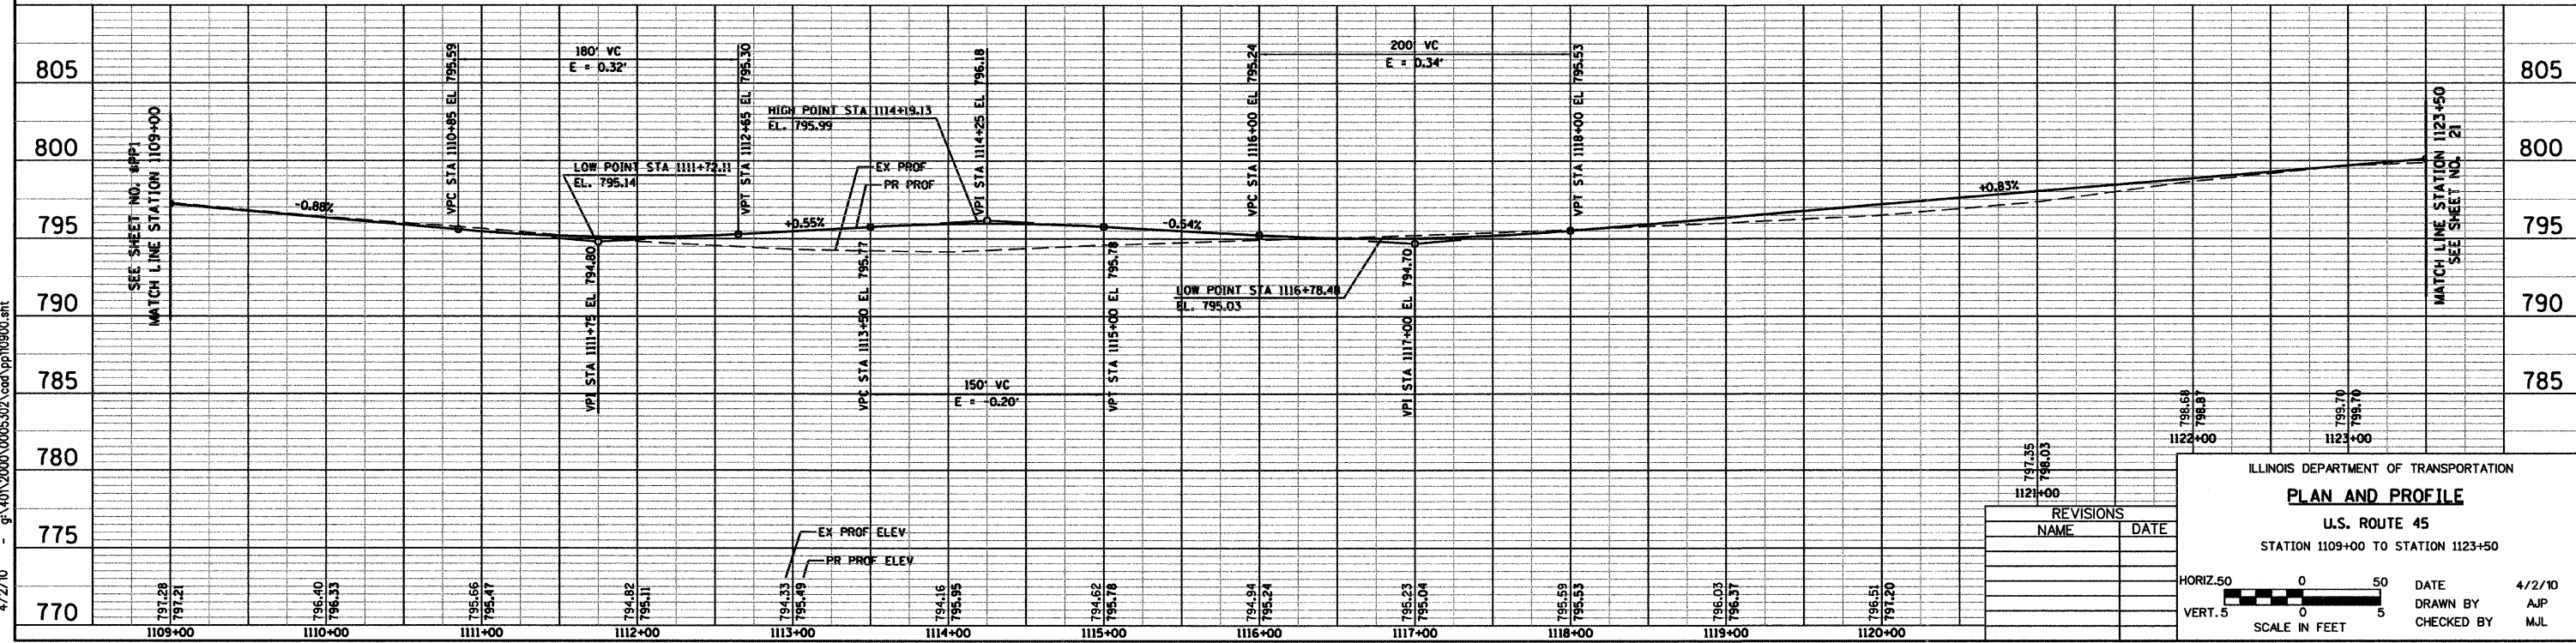 805
800
795
790
785
780
775
770
805
800
795
790
785
SEE SHEET NO. 8PP1
MATCH LINE STATION 1109+00
-0.88%
VPC STA 1110+85 EL 795.59
180' VC
E = 0.32'
VPT STA 1112+65 EL 795.30
LOW POINT STA 1111+72.11
EL. 795.14
VPI STA 1111+75 EL 794.80
HIGH POINT STA 1114+19.13
EL. 795.99
EX PROF
PR PROF
+0.55%
VPC STA 1113+50 EL 795.77
VPI STA 1114+25 EL 796.18
150' VC
E = -0.20'
VPT STA 1115+00 EL 795.78
-0.54%
VPC STA 1116+00 EL 795.24
200' VC
E = 0.34'
VPT STA 1118+00 EL 795.53
LOW POINT STA 1116+78.48
EL. 795.03
VPI STA 1117+00 EL 794.70
+0.83%
MATCH LINE STATION 1123+50
SEE SHEET NO. 21
EX PROF ELEV
PR PROF ELEV
797.28
797.21
1109+00
796.40
796.33
1110+00
795.66
795.47
1111+00
794.82
795.11
1112+00
794.33
795.49
1113+00
794.16
795.95
1114+00
794.62
795.78
1115+00
794.94
795.24
1116+00
795.23
795.04
1117+00
795.59
795.53
1118+00
796.03
796.37
1119+00
796.51
797.20
1120+00
797.35
798.03
1121+00
798.68
798.87
1122+00
799.70
799.70
1123+00
REVISIONS
NAME DATE
ILLINOIS DEPARTMENT OF TRANSPORTATION
PLAN AND PROFILE
U.S. ROUTE 45
STATION 1109+00 TO STATION 1123+50
HORIZ. 50 0 50
VERT. 5 0 5
SCALE IN FEET
DATE 4/2/10
DRAWN BY AJP
CHECKED BY MJL
4/2/10 - g:\401\2000\0005302\cad\pp110900.sht